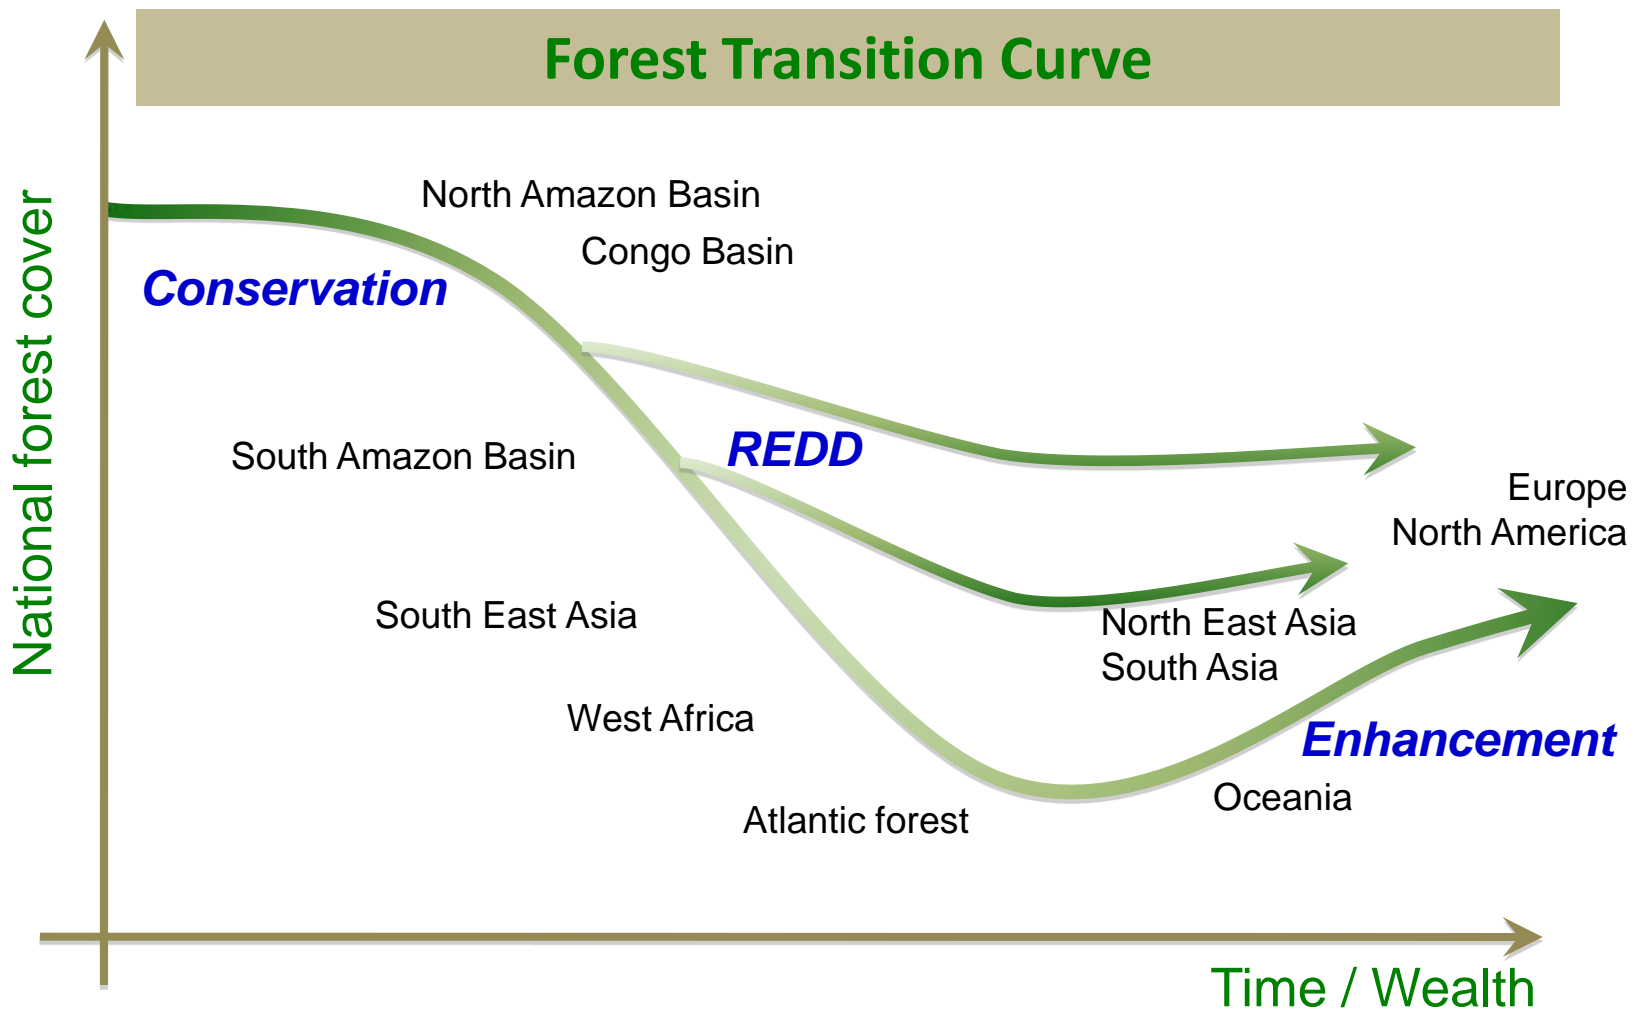 Forest Transition Curve
National forest cover
North Amazon Basin
Congo Basin
Conservation
South Amazon Basin
REDD
Europe
North America
South East Asia
North East Asia
South Asia
West Africa
Enhancement
Oceania
Atlantic forest
Time / Wealth